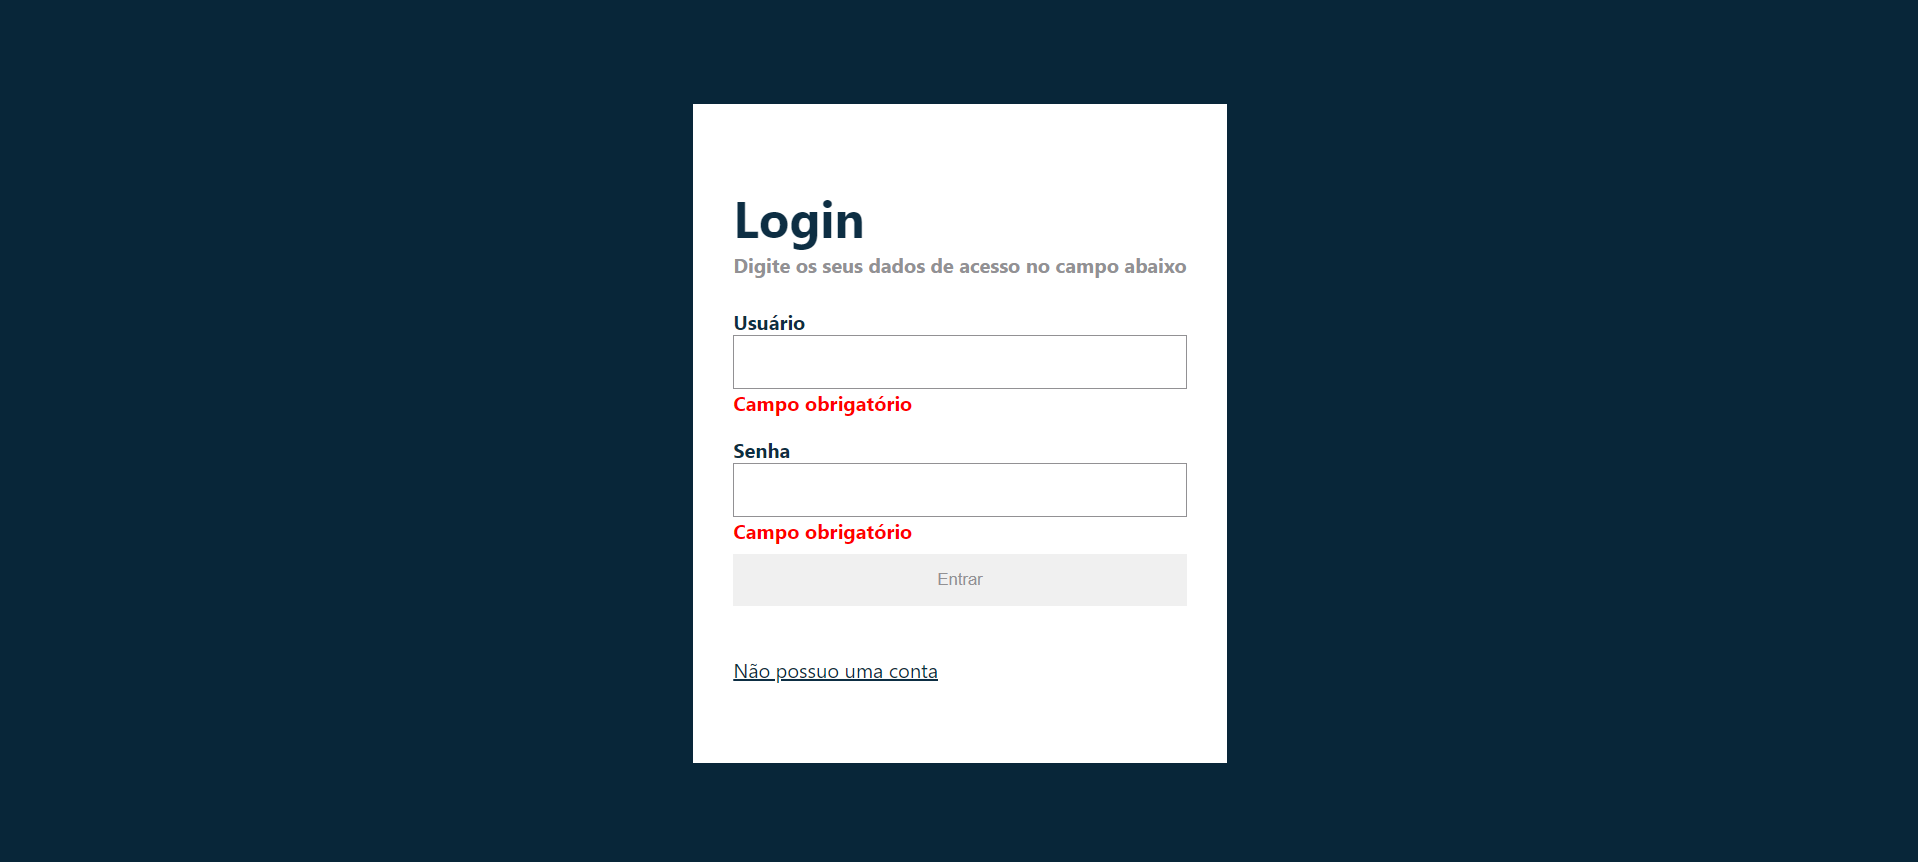 Login
Digite os seus dados de acesso no campo abaixo
Usuário
Campo obrigatório
Senha
Campo obrigatório
Entrar
Não possuo uma conta